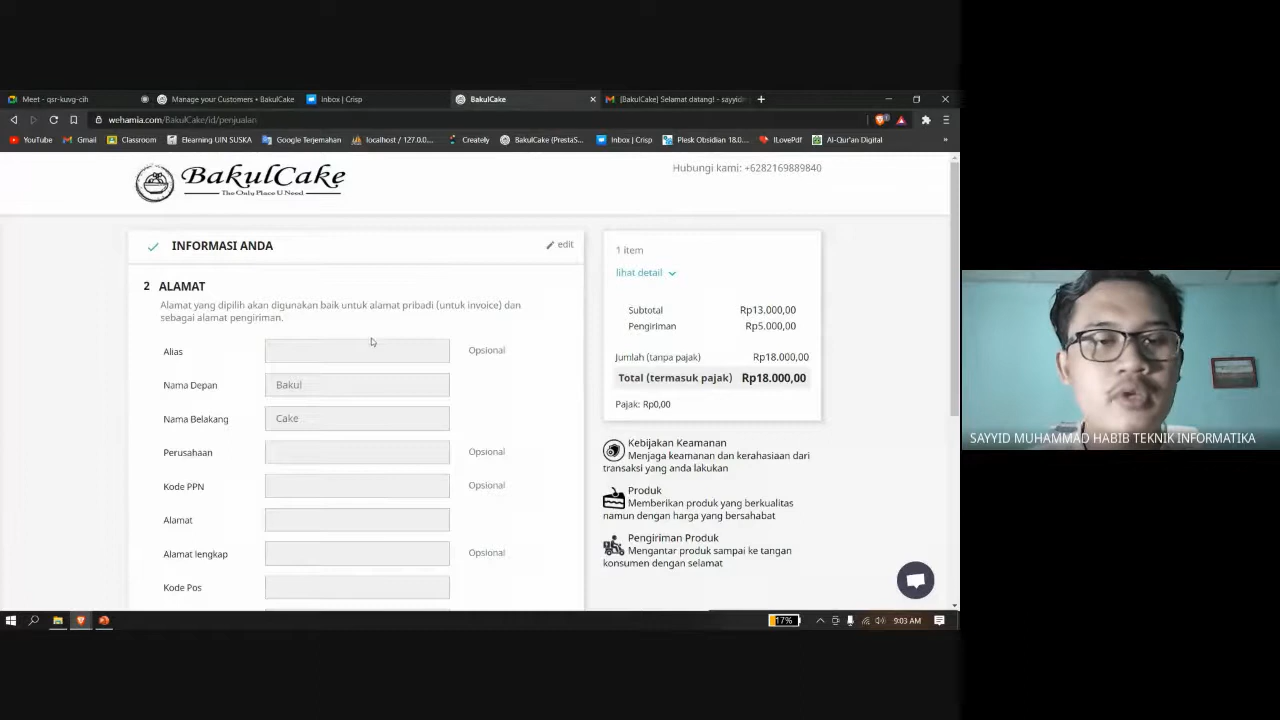 Meet - qsr-kuvg-cih
Manage your Customers • BakulCake
Inbox | Crisp
BakulCake
[BakulCake] Selamat datang! - sayyid
wehamia.com/BakulCake/id/penjualan
YouTube
Gmail
Classroom
Elearning UIN SUSKA
Google Terjemahan
localhost / 127.0.0...
Creately
BakulCake (PrestaS...
Inbox | Crisp
Plesk Obsidian 18.0...
ILovePdf
Al-Qur'an Digital
BakulCake
The Only Place U Need
Hubungi kami: +6282169889840
INFORMASI ANDA
edit
2 ALAMAT
Alamat yang dipilih akan digunakan baik untuk alamat pribadi (untuk invoice) dan
sebagai alamat pengiriman.
Alias
Opsional
Nama Depan
Bakul
Nama Belakang
Cake
Perusahaan
Opsional
Kode PPN
Opsional
Alamat
Alamat lengkap
Opsional
Kode Pos
1 item
lihat detail
Subtotal Rp13.000,00
Pengiriman Rp5.000,00
Jumlah (tanpa pajak) Rp18.000,00
Total (termasuk pajak) Rp18.000,00
Pajak: Rp0,00
Kebijakan Keamanan
Menjaga keamanan dan kerahasiaan dari
transaksi yang anda lakukan
Produk
Memberikan produk yang berkualitas
namun dengan harga yang bersahabat
Pengiriman Produk
Mengantar produk sampai ke tangan
konsumen dengan selamat
SAYYID MUHAMMAD HABIB TEKNIK INFORMATIKA
17%
9:03 AM